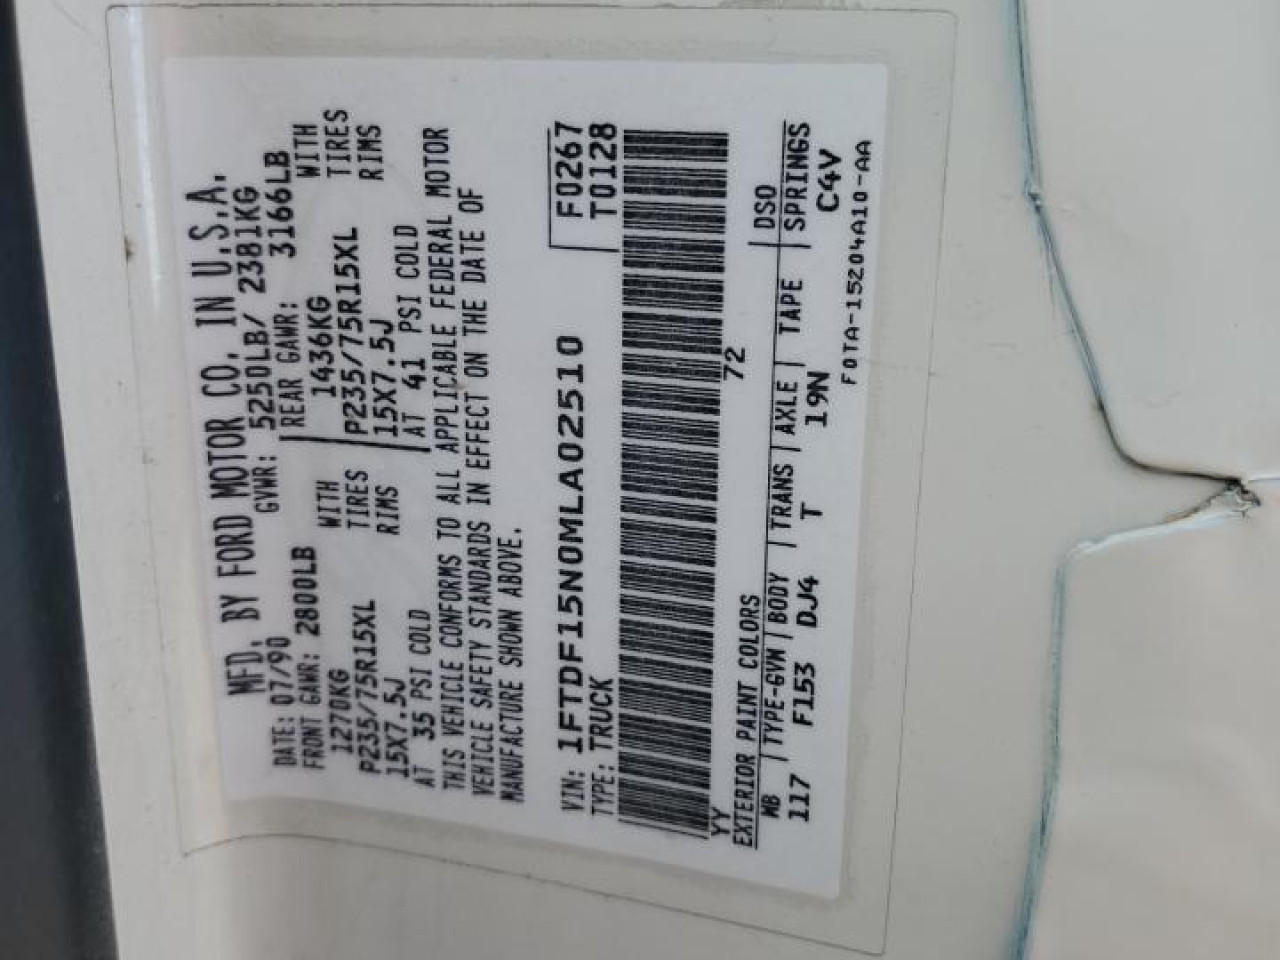 MFD. BY FORD MOTOR CO. IN U.S.A.
DATE: 07/90 GVWR: 5250LB/ 2381KG
FRONT GAWR: 2800LB REAR GAWR: 3166LB
1270KG WITH 1436KG WITH
P235/75R15XL TIRES P235/75R15XL TIRES
15X7.5J RIMS 15X7.5J RIMS
AT 35 PSI COLD AT 41 PSI COLD
THIS VEHICLE CONFORMS TO ALL APPLICABLE FEDERAL MOTOR
VEHICLE SAFETY STANDARDS IN EFFECT ON THE DATE OF
MANUFACTURE SHOWN ABOVE.
VIN: 1FTDF15N0MLA02510 F0267
TYPE: TRUCK T0128
YY 72
EXTERIOR PAINT COLORS DSO
WB TYPE-GVM BODY TRANS AXLE TAPE SPRINGS
117 F153 DJ4 T 19N C4V
F0TA-15204A10-AA